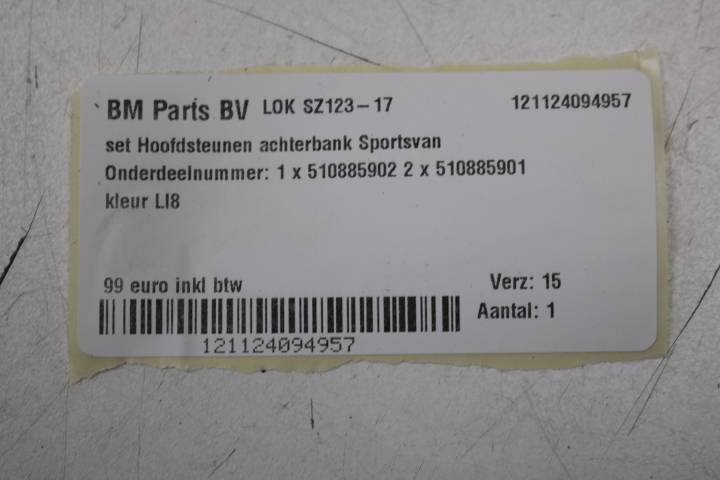 BM Parts BV LOK SZ123-17 121124094957
set Hoofdsteunen achterbank Sportsvan
Onderdeelnummer: 1 x 510885902 2 x 510885901
kleur LI8
99 euro inkl btw Verz: 15
Aantal: 1
121124094957